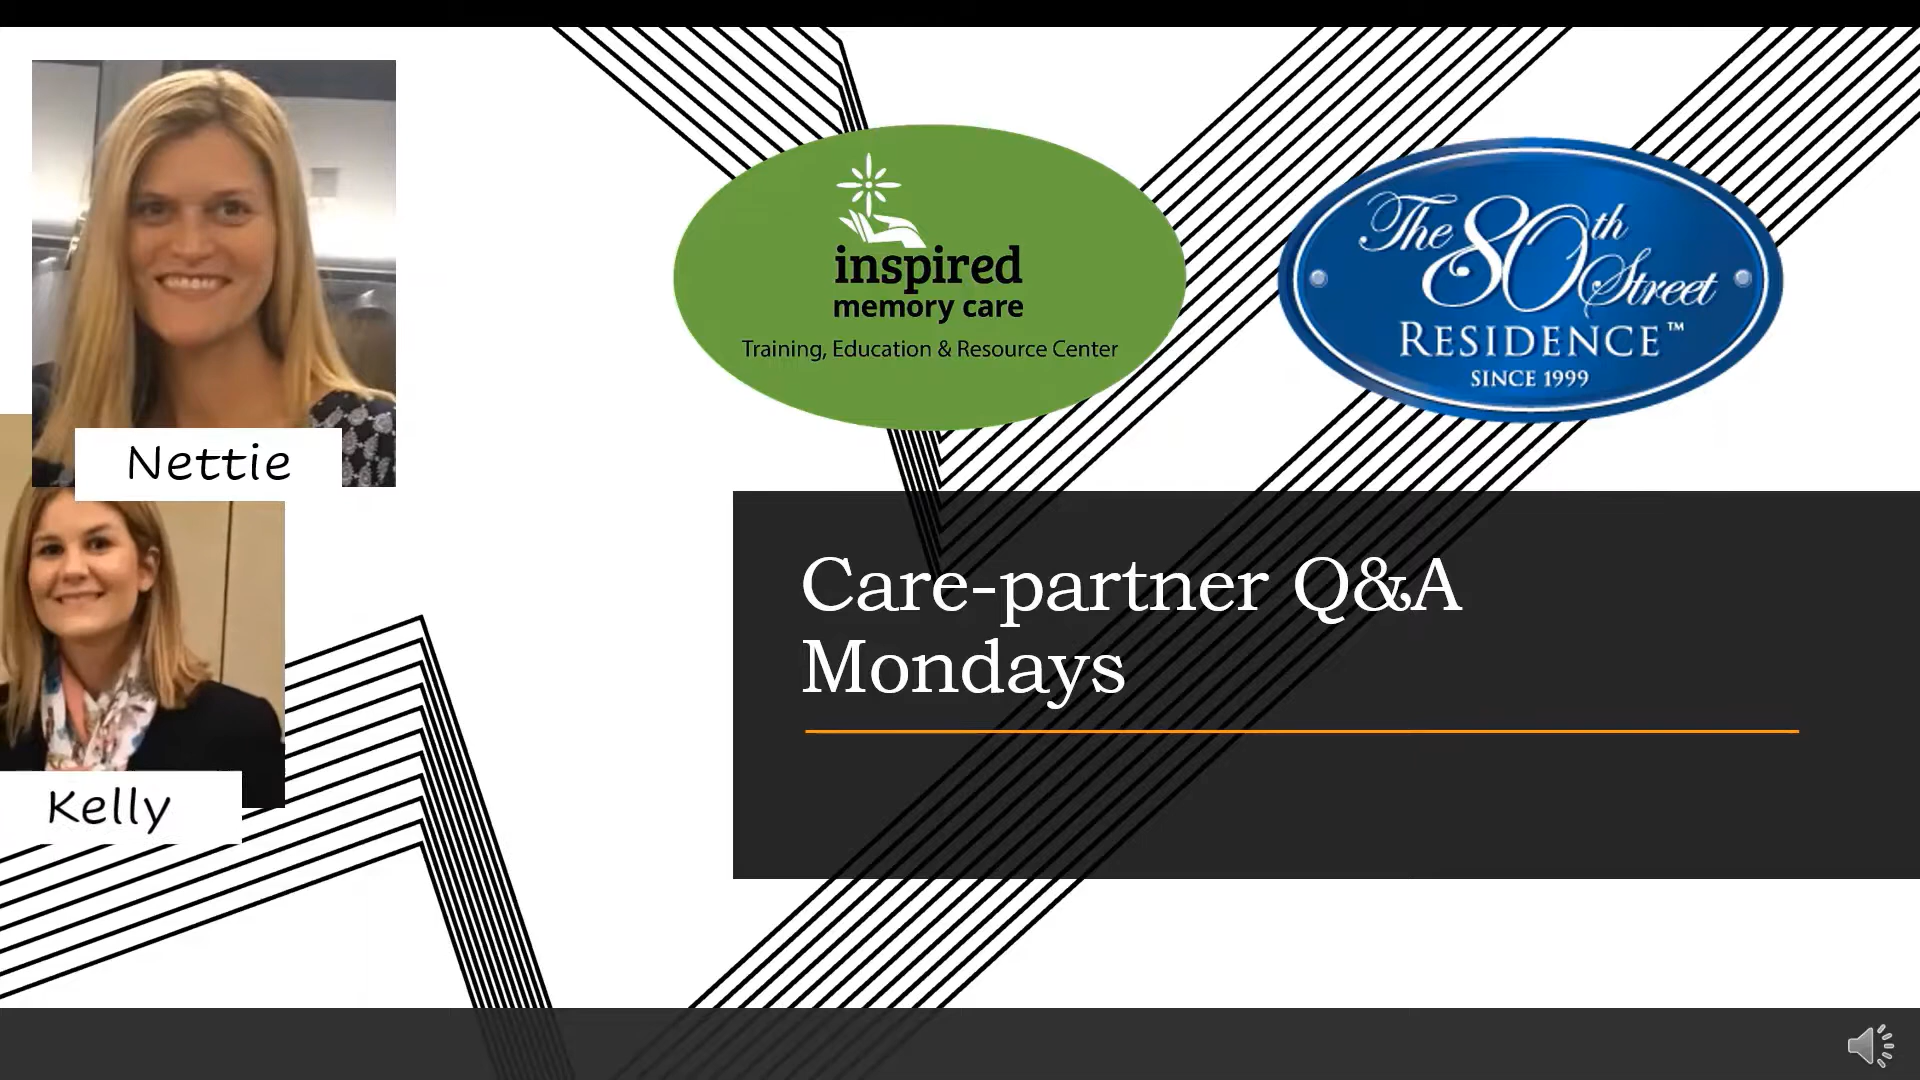 Nettie
Kelly
inspired
memory care
Training, Education & Resource Center
The 80th
Street
RESIDENCE™
SINCE 1999
Care-partner Q&A
Mondays